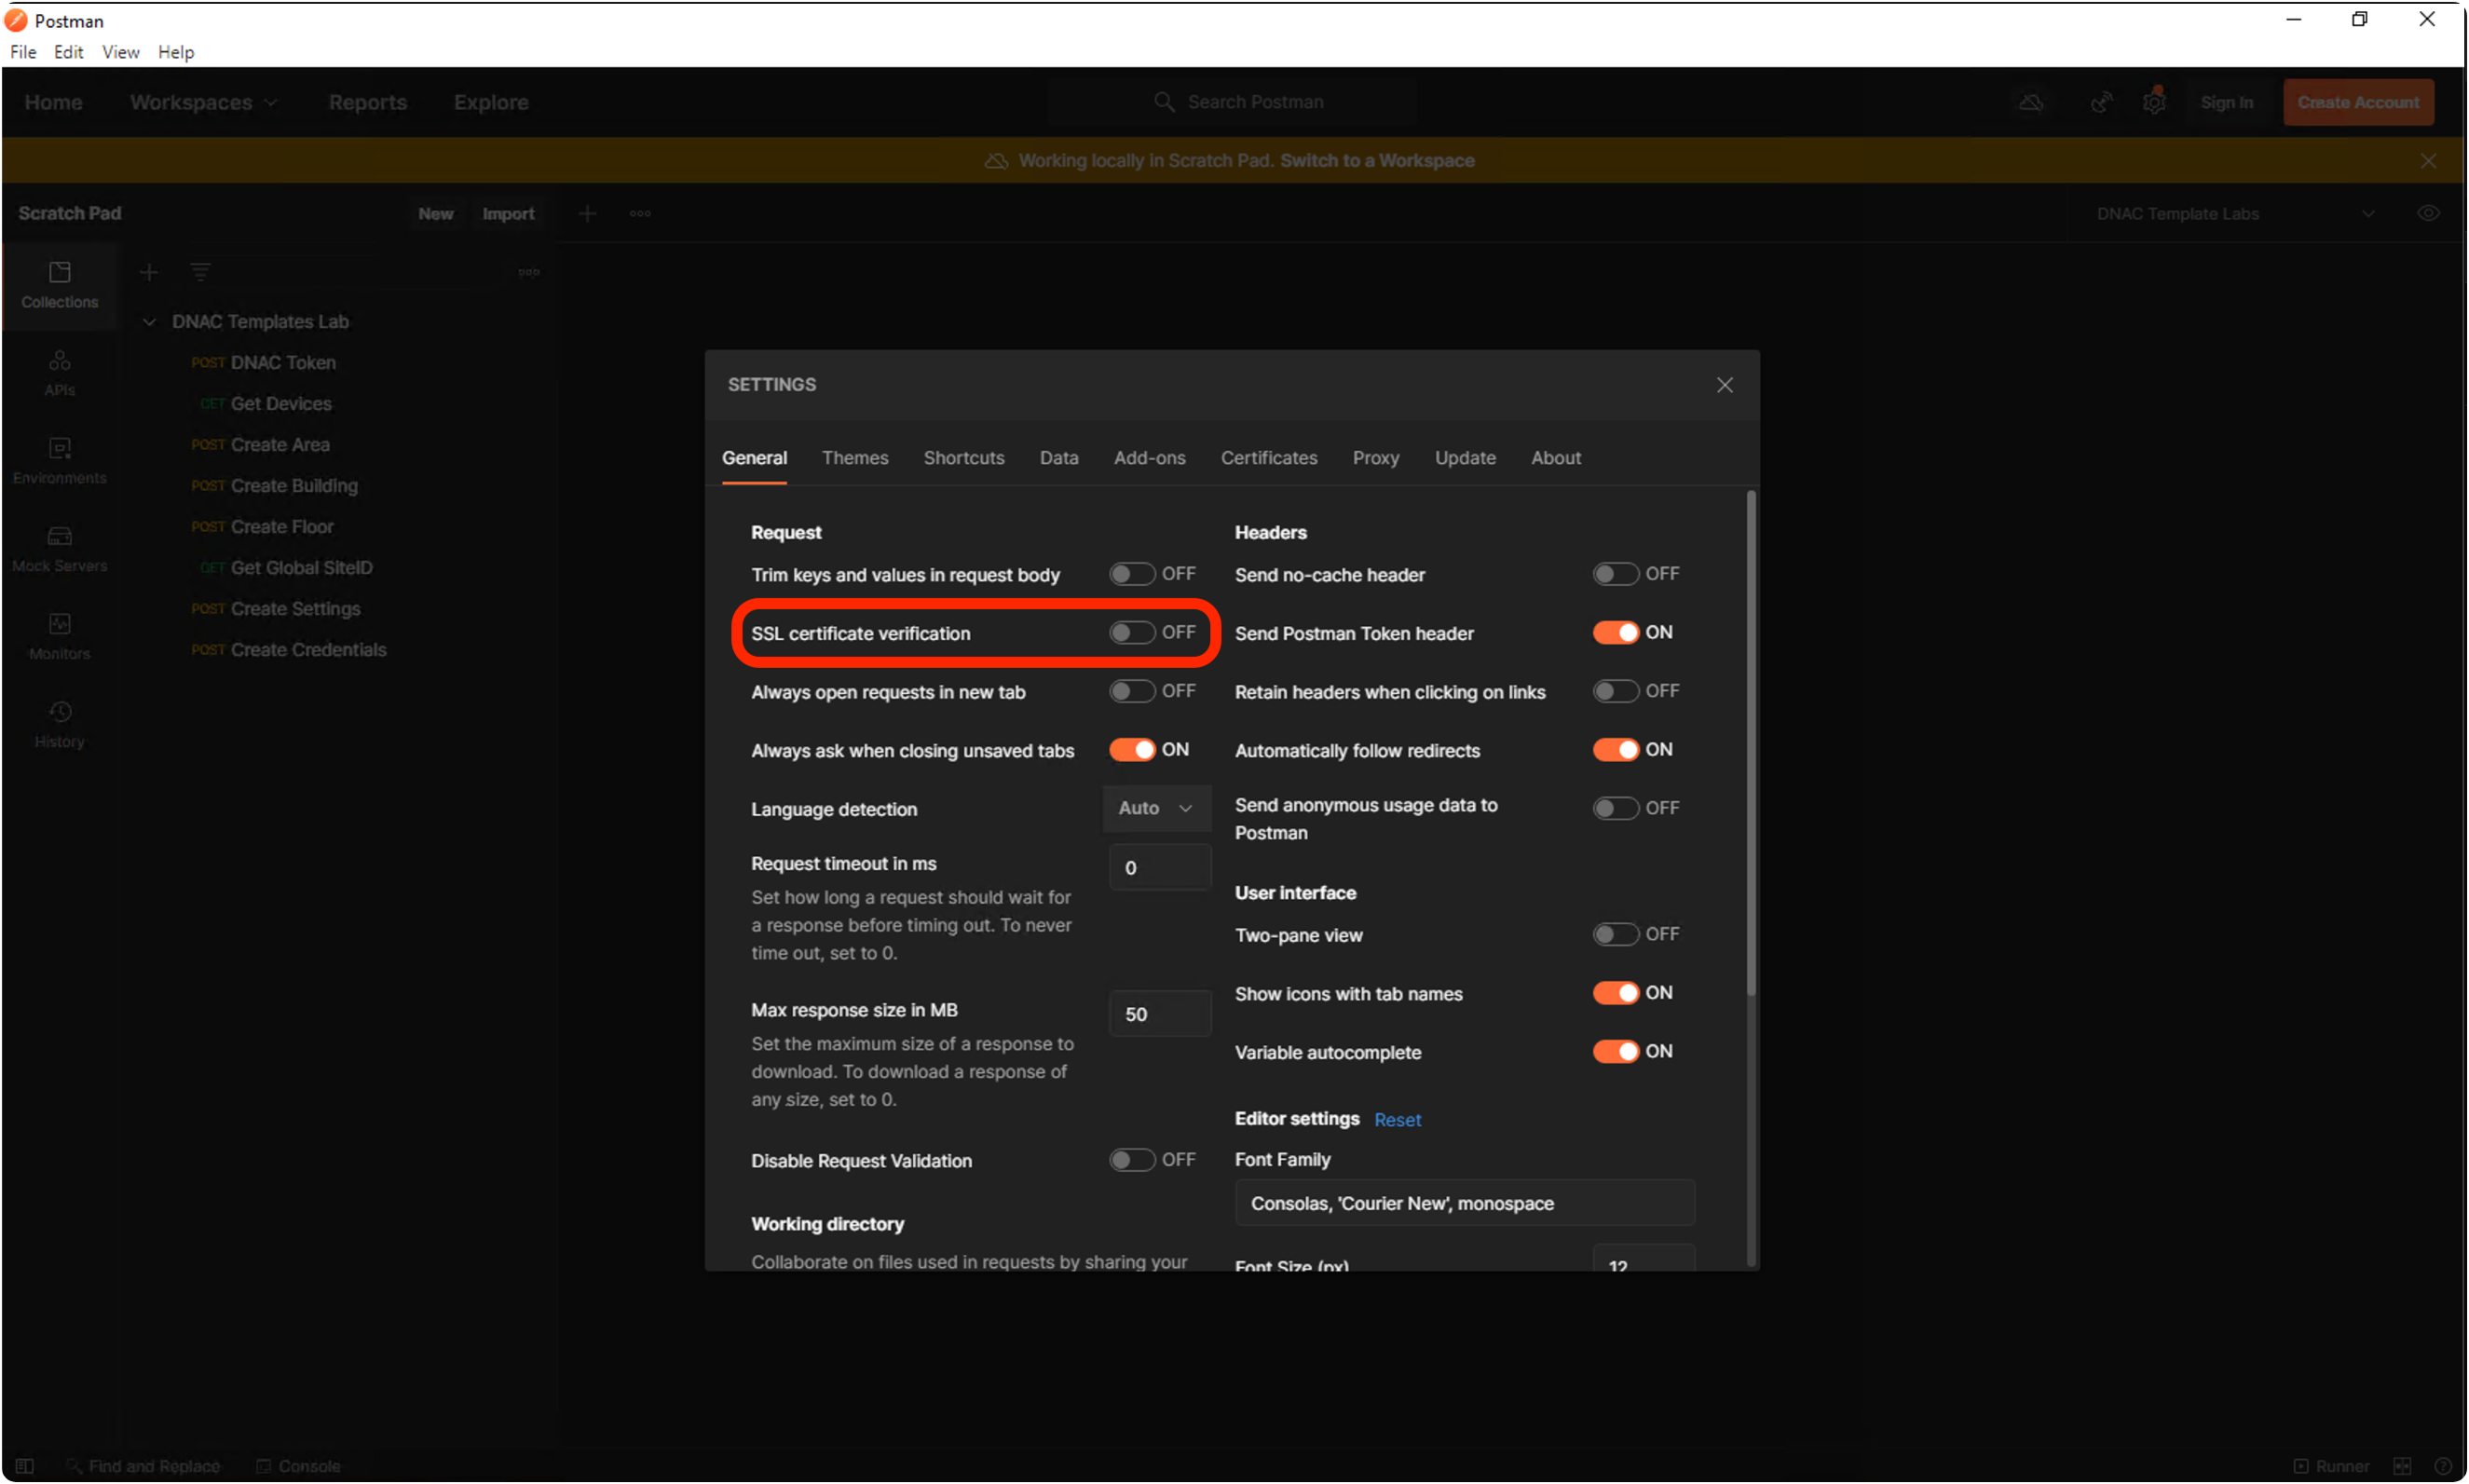 Postman
File Edit View Help
Home Workspaces Reports Explore Search Postman Sign In Create Account
Working locally in Scratch Pad. Switch to a Workspace
Scratch Pad New Import DNAC Template Labs
Collections
APIs
Environments
Mock Servers
Monitors
History
DNAC Templates Lab
POST DNAC Token
GET Get Devices
POST Create Area
POST Create Building
POST Create Floor
GET Get Global SiteID
POST Create Settings
POST Create Credentials
SETTINGS
General Themes Shortcuts Data Add-ons Certificates Proxy Update About
Request
Trim keys and values in request body OFF
SSL certificate verification OFF
Always open requests in new tab OFF
Always ask when closing unsaved tabs ON
Language detection Auto
Request timeout in ms 0
Set how long a request should wait for
a response before timing out. To never
time out, set to 0.
Max response size in MB 50
Set the maximum size of a response to
download. To download a response of
any size, set to 0.
Disable Request Validation OFF
Working directory
Collaborate on files used in requests by sharing your
Headers
Send no-cache header OFF
Send Postman Token header ON
Retain headers when clicking on links OFF
Automatically follow redirects ON
Send anonymous usage data to OFF
Postman
User interface
Two-pane view OFF
Show icons with tab names ON
Variable autocomplete ON
Editor settings Reset
Font Family
Consolas, 'Courier New', monospace
Font Size (px) 12
Find and Replace Console Runner